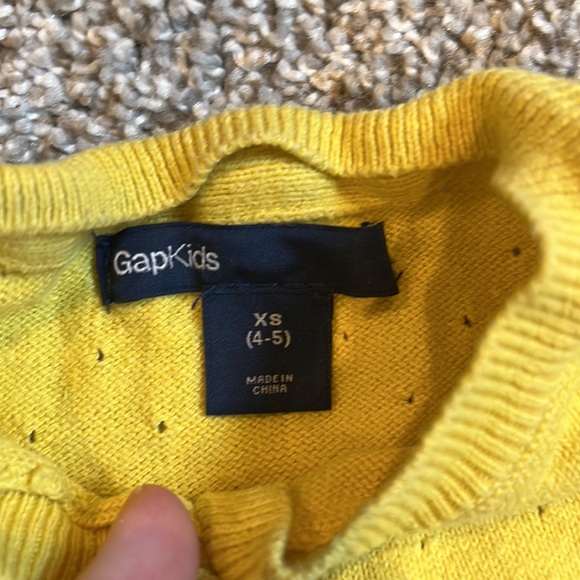 GapKids
XS
(4-5)
MADE IN
CHINA